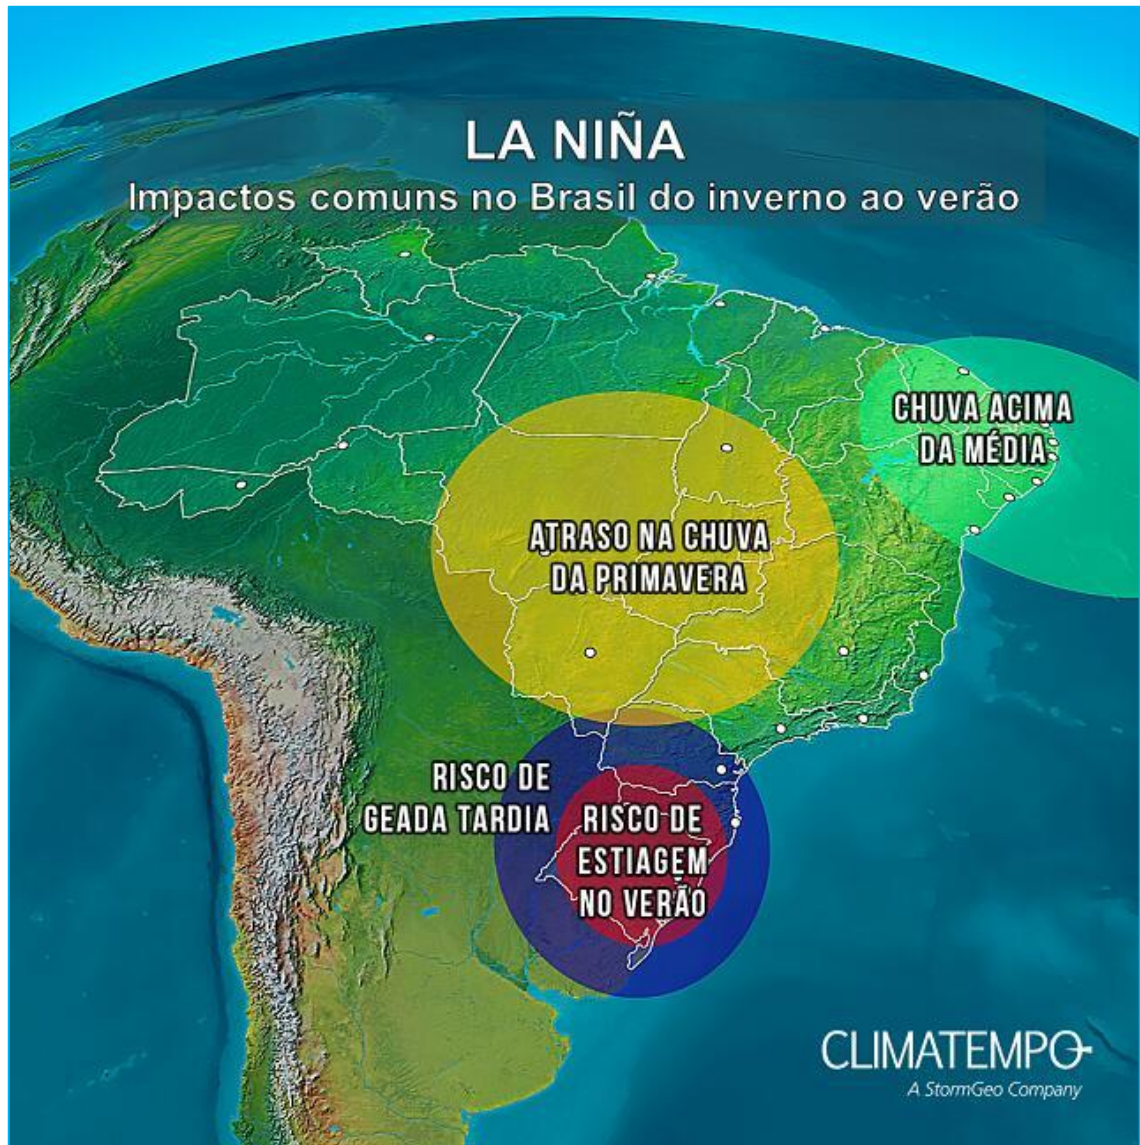 LA NIÑA
Impactos comuns no Brasil do inverno ao verão
CHUVA ACIMA
DA MÉDIA
ATRASO NA CHUVA
DA PRIMAVERA
RISCO DE
GEADA TARDIA
RISCO DE
ESTIAGEM
NO VERÃO
CLIMATEMPO
A StormGeo Company